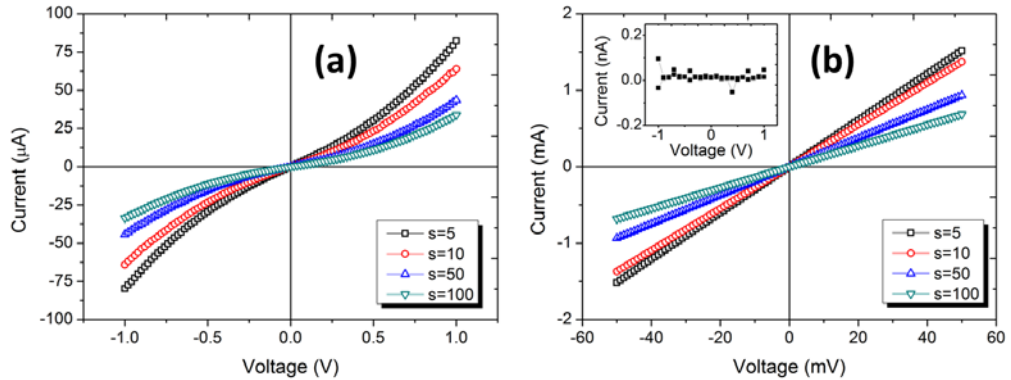 (a)
Current (μA)
100
75
50
25
0
-25
-50
-75
-100
-1.0 -0.5 0.0 0.5 1.0
Voltage (V)
s=5
s=10
s=50
s=100
(b)
Current (mA)
2
1
0
-1
-2
-60 -40 -20 0 20 40 60
Voltage (mV)
s=5
s=10
s=50
s=100
Current (nA)
0.2
0.0
-0.2
-1 0 1
Voltage (V)